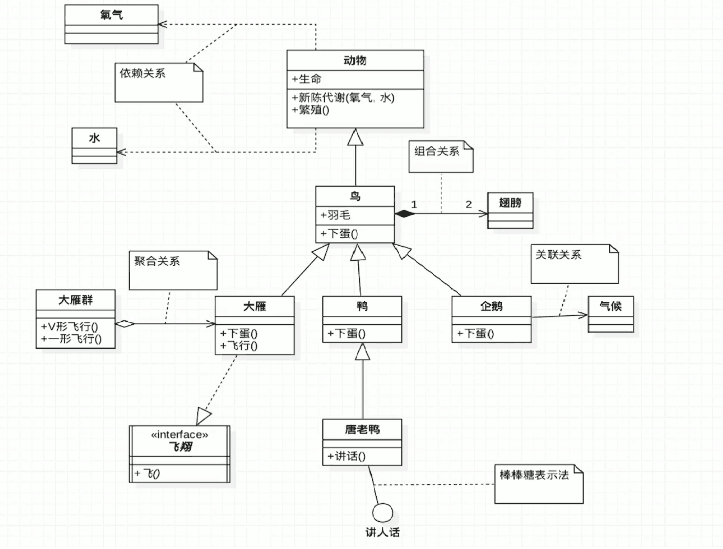 氧气
动物
+生命
+新陈代谢(氧气, 水)
+繁殖()
依赖关系
水
组合关系
鸟
+羽毛
+下蛋()
1
2
翅膀
聚合关系
关联关系
大雁群
+V形飞行()
+一形飞行()
大雁
+下蛋()
+飞行()
鸭
+下蛋()
企鹅
+下蛋()
气候
«interface»
飞翔
+飞()
唐老鸭
+讲话()
棒棒糖表示法
讲人话